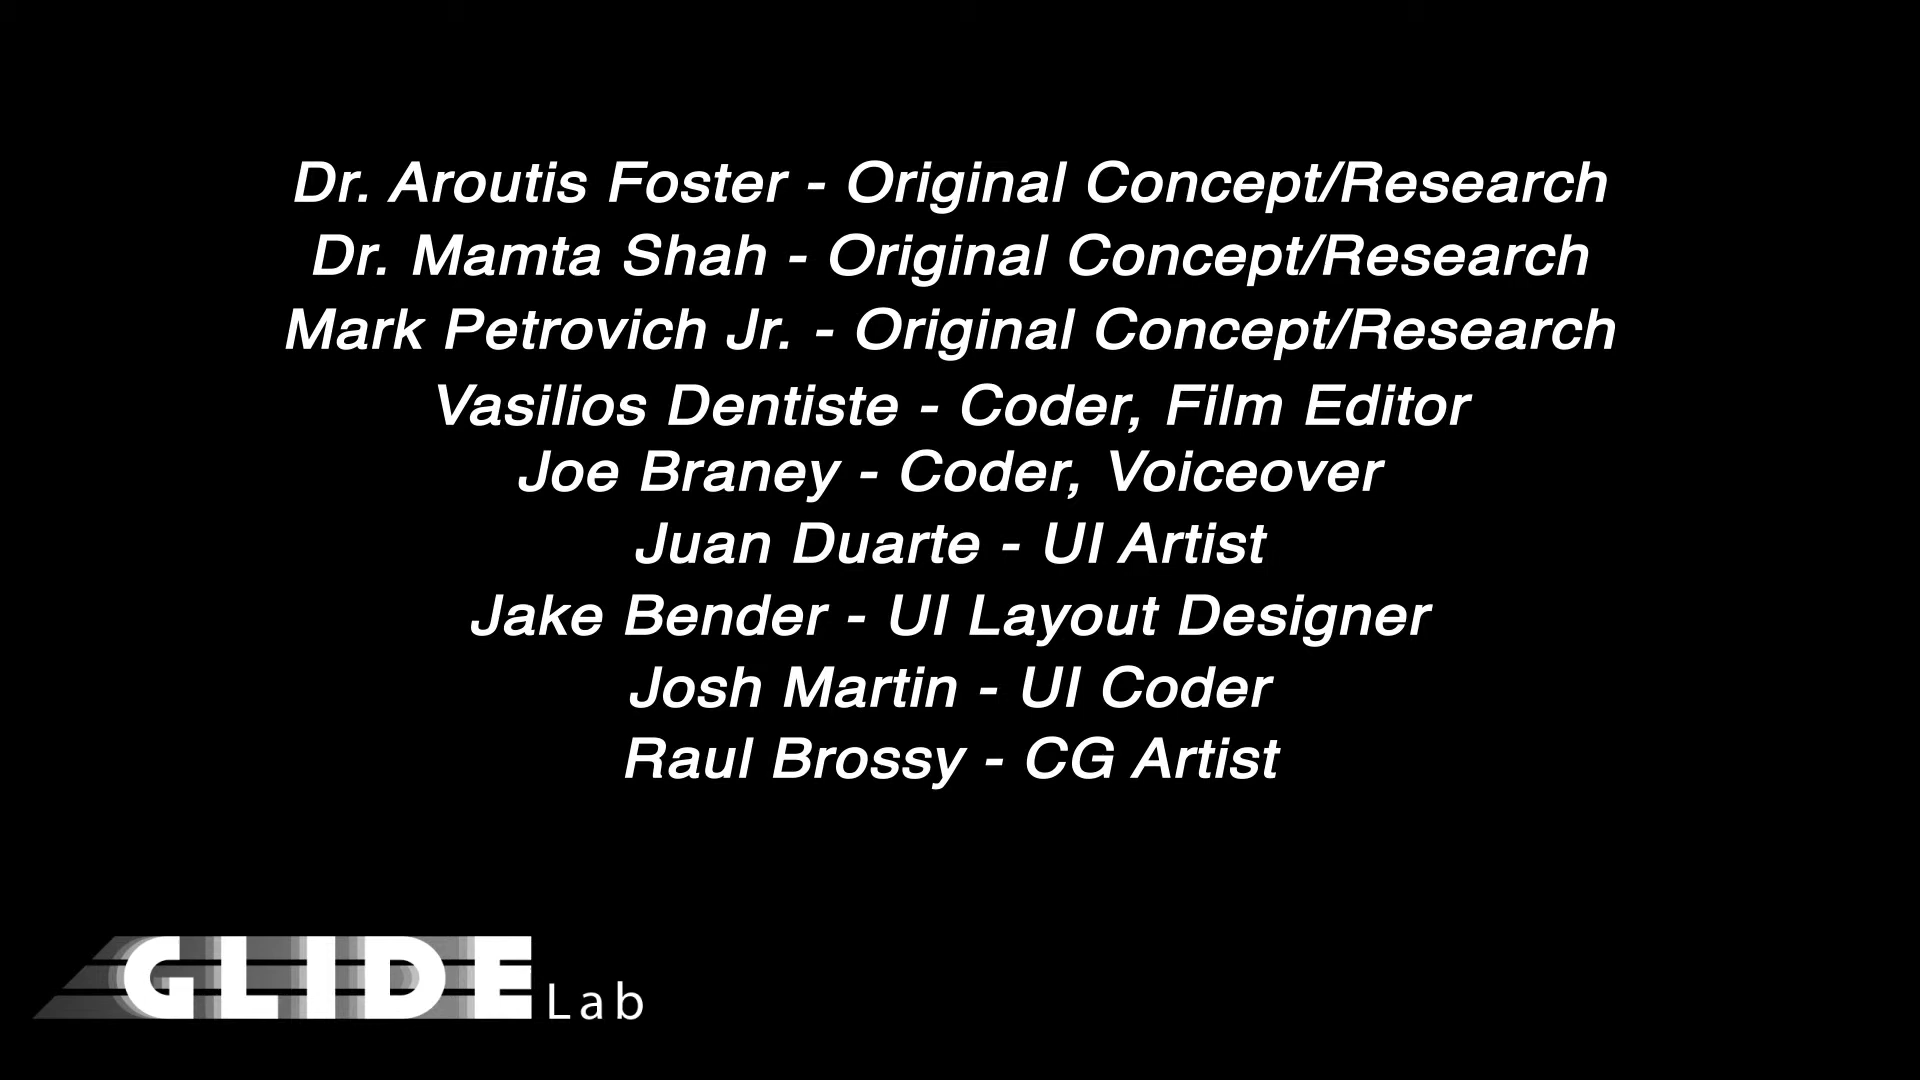 Dr. Aroutis Foster - Original Concept/Research
Dr. Mamta Shah - Original Concept/Research
Mark Petrovich Jr. - Original Concept/Research
Vasilios Dentiste - Coder, Film Editor
Joe Braney - Coder, Voiceover
Juan Duarte - UI Artist
Jake Bender - UI Layout Designer
Josh Martin - UI Coder
Raul Brossy - CG Artist
GLIDE Lab